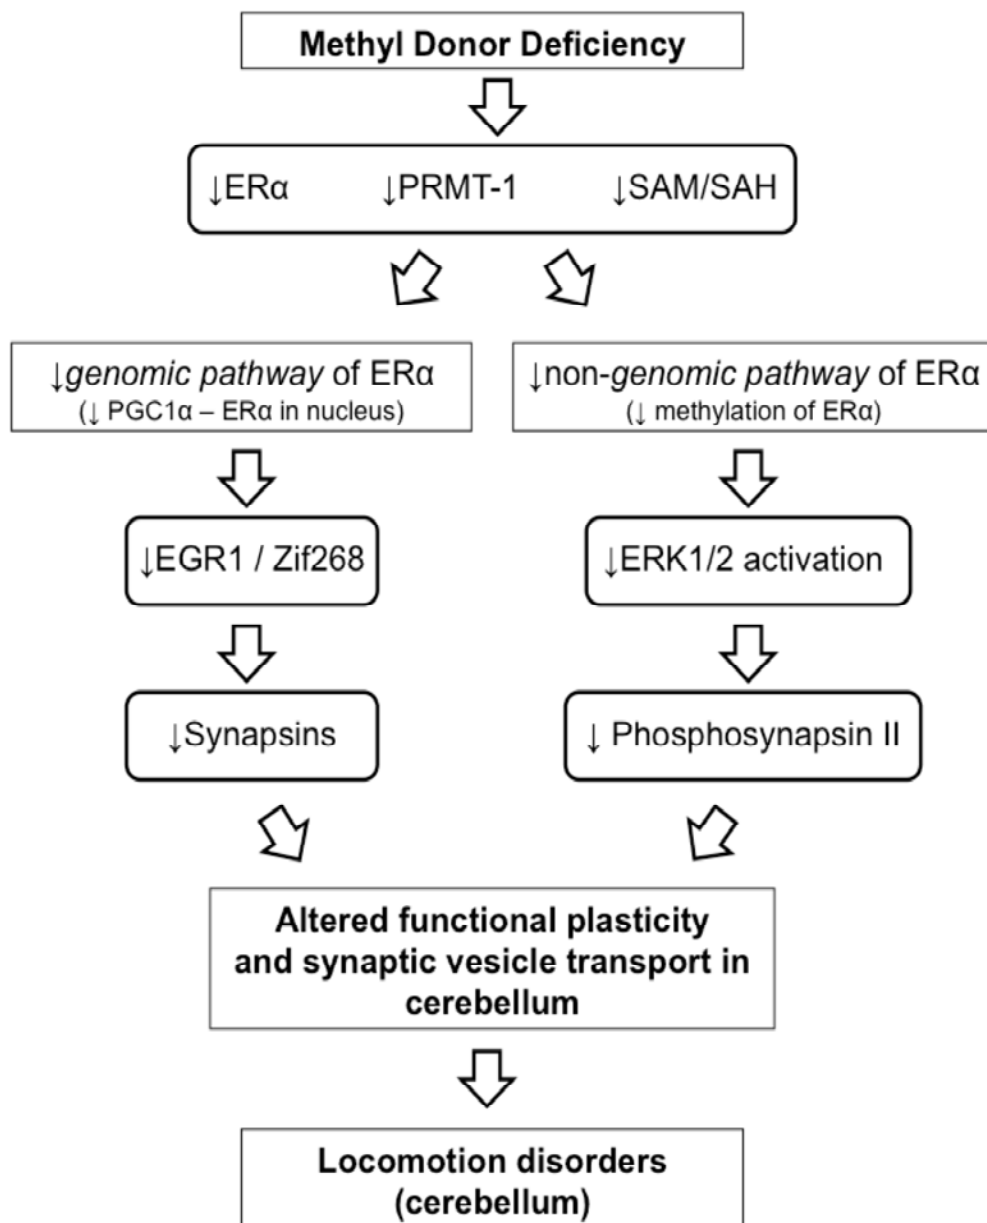 Methyl Donor Deficiency
↓ERα ↓PRMT-1 ↓SAM/SAH
↓genomic pathway of ERα
(↓ PGC1α – ERα in nucleus)
↓non-genomic pathway of ERα
(↓ methylation of ERα)
↓EGR1 / Zif268
↓ERK1/2 activation
↓Synapsins
↓ Phosphosynapsin II
Altered functional plasticity
and synaptic vesicle transport in
cerebellum
Locomotion disorders
(cerebellum)